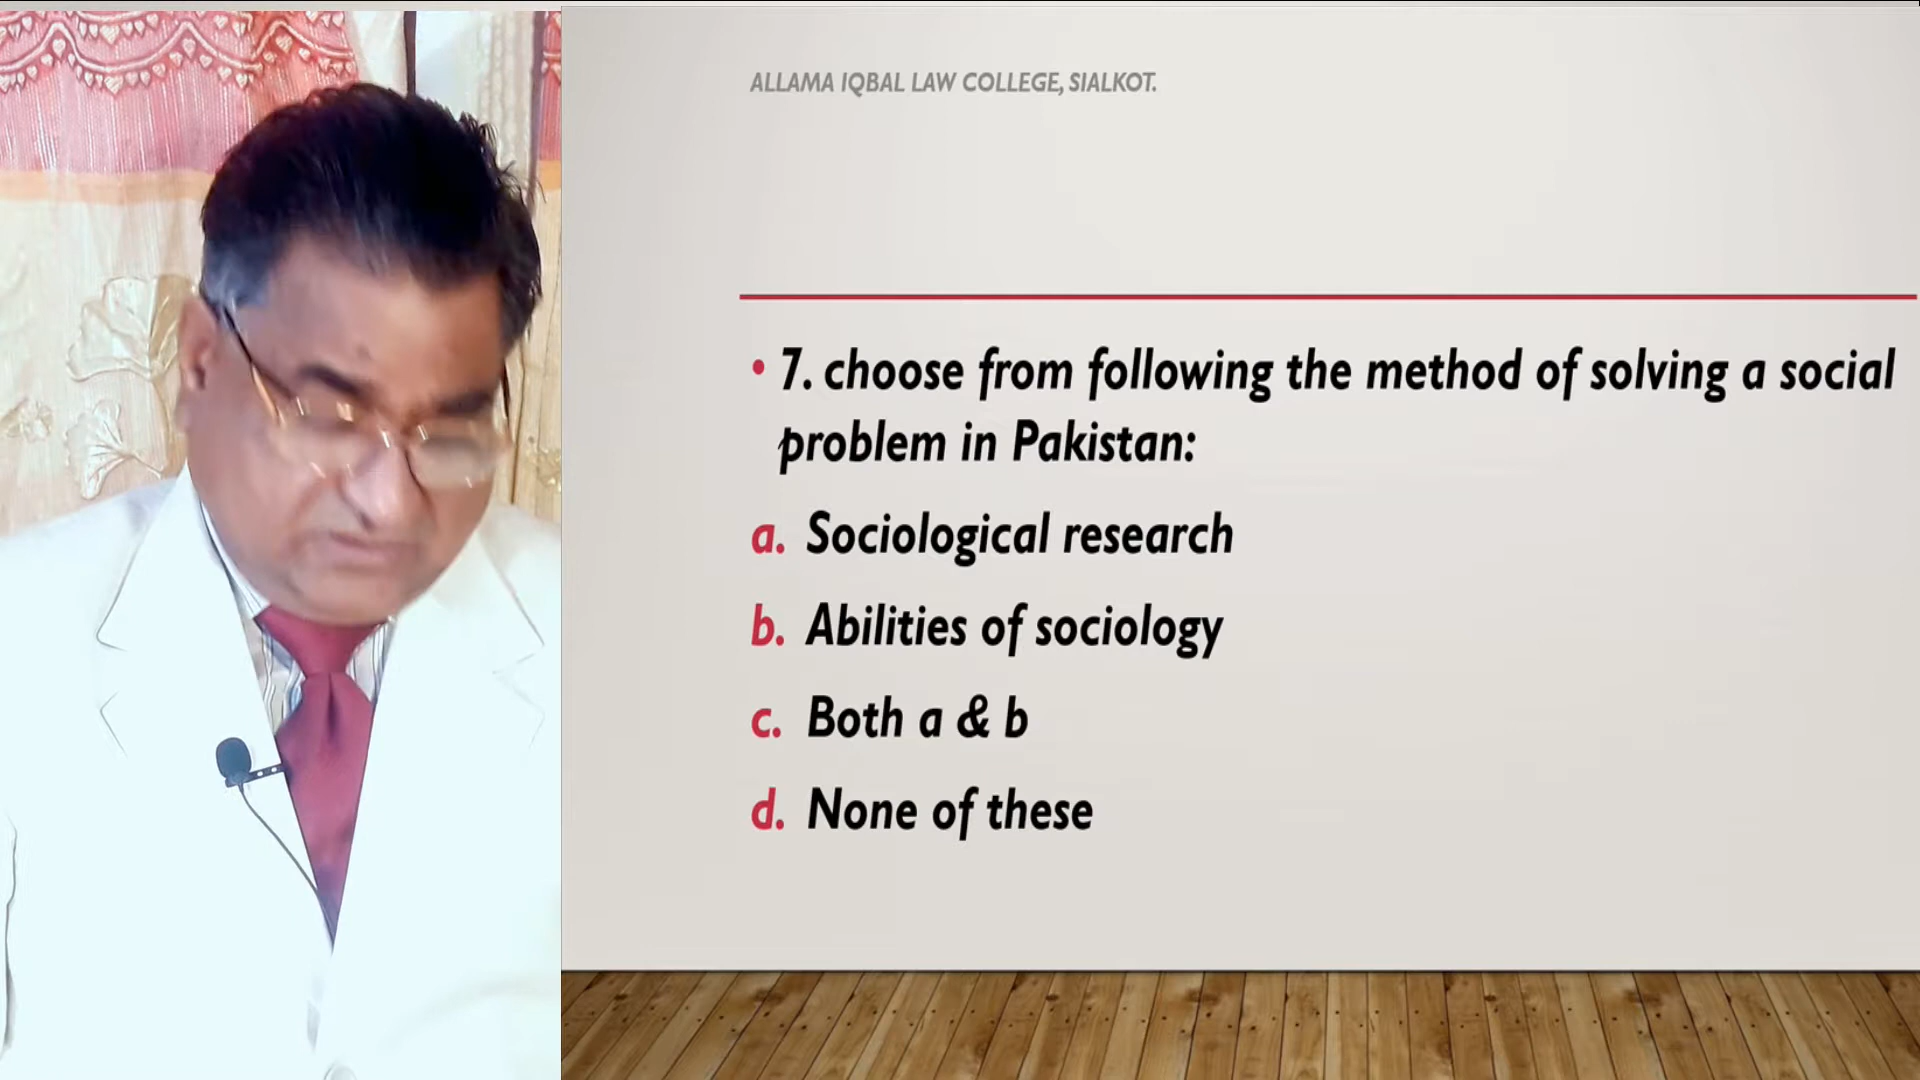 ALLAMA IQBAL LAW COLLEGE, SIALKOT.
• 7. choose from following the method of solving a social
problem in Pakistan:
a. Sociological research
b. Abilities of sociology
c. Both a & b
d. None of these